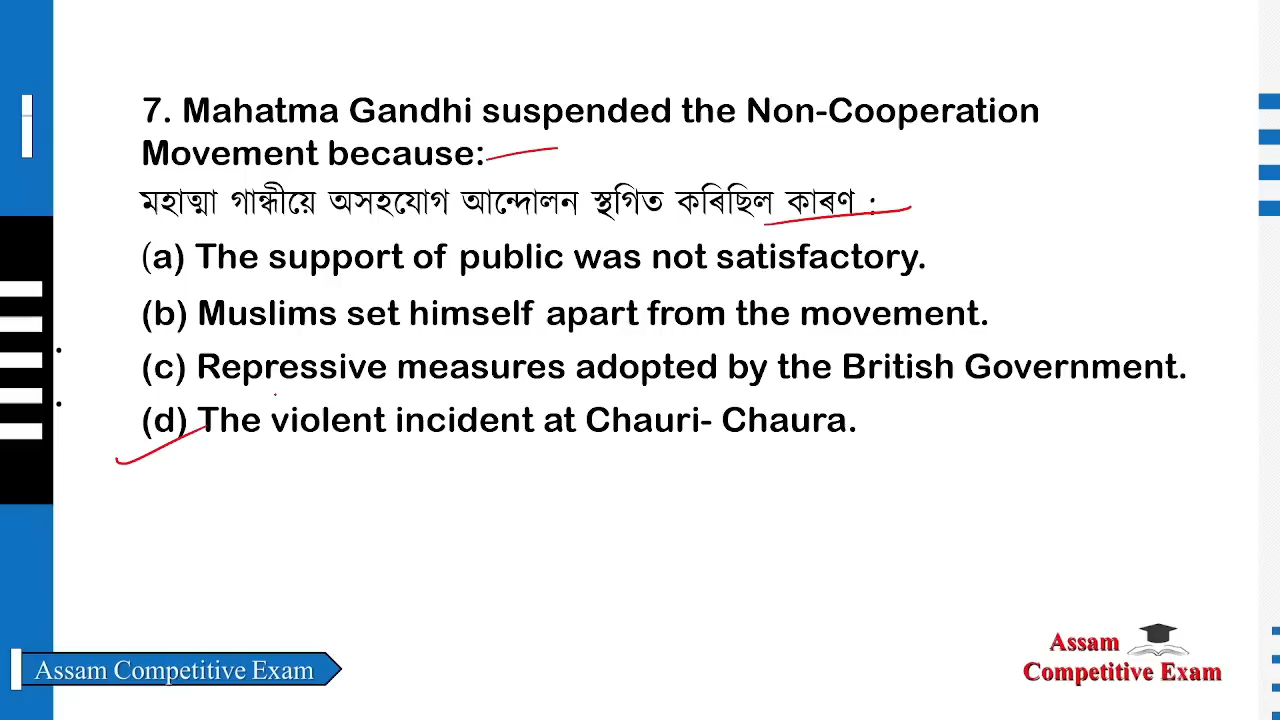 7. Mahatma Gandhi suspended the Non-Cooperation
Movement because:
মহাত্মা গান্ধীয়ে অসহযোগ আন্দোলন স্থগিত কৰিছিল কাৰণ :
(a) The support of public was not satisfactory.
(b) Muslims set himself apart from the movement.
(c) Repressive measures adopted by the British Government.
(d) The violent incident at Chauri- Chaura.
Assam Competitive Exam
Assam
Competitive Exam